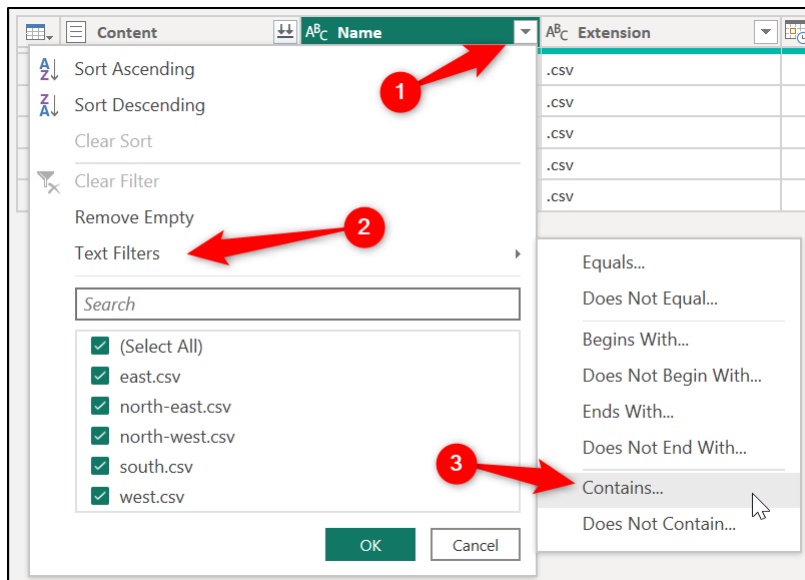 Content
ABC Name
ABC Extension
1
Sort Ascending
Sort Descending
Clear Sort
Clear Filter
Remove Empty
Text Filters
2
Search
(Select All)
east.csv
north-east.csv
north-west.csv
south.csv
west.csv
OK
Cancel
.csv
.csv
.csv
.csv
.csv
Equals...
Does Not Equal...
Begins With...
Does Not Begin With...
Ends With...
Does Not End With...
3
Contains...
Does Not Contain...